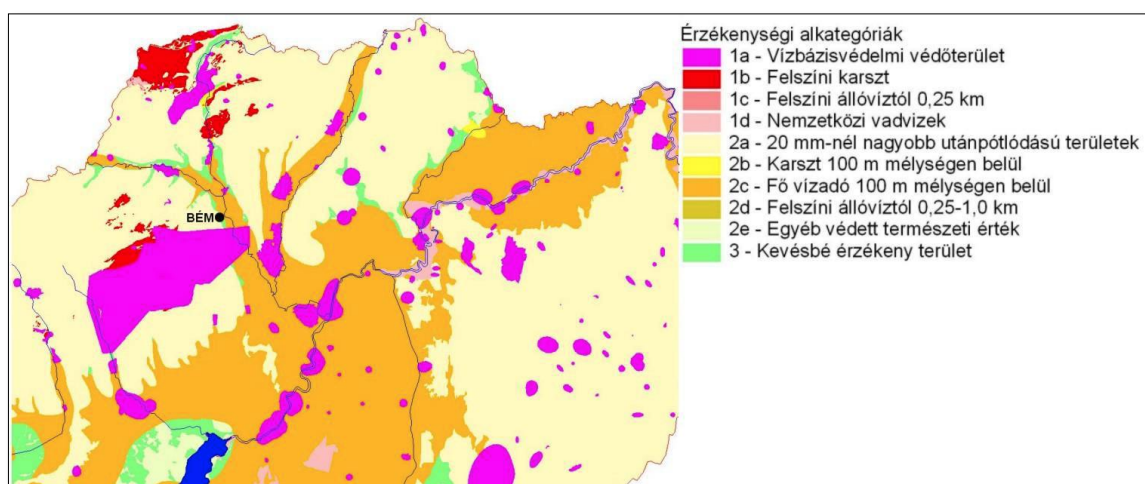 Érzékenységi alkategóriák
1a - Vízbázisvédelmi védőterület
1b - Felszíni karszt
1c - Felszíni állóvíztól 0,25 km
1d - Nemzetközi vadvizek
2a - 20 mm-nél nagyobb utánpótlódású területek
2b - Karszt 100 m mélységen belül
2c - Fő vízadó 100 m mélységen belül
2d - Felszíni állóvíztól 0,25-1,0 km
2e - Egyéb védett természeti érték
3 - Kevésbé érzékeny terület
BÉM